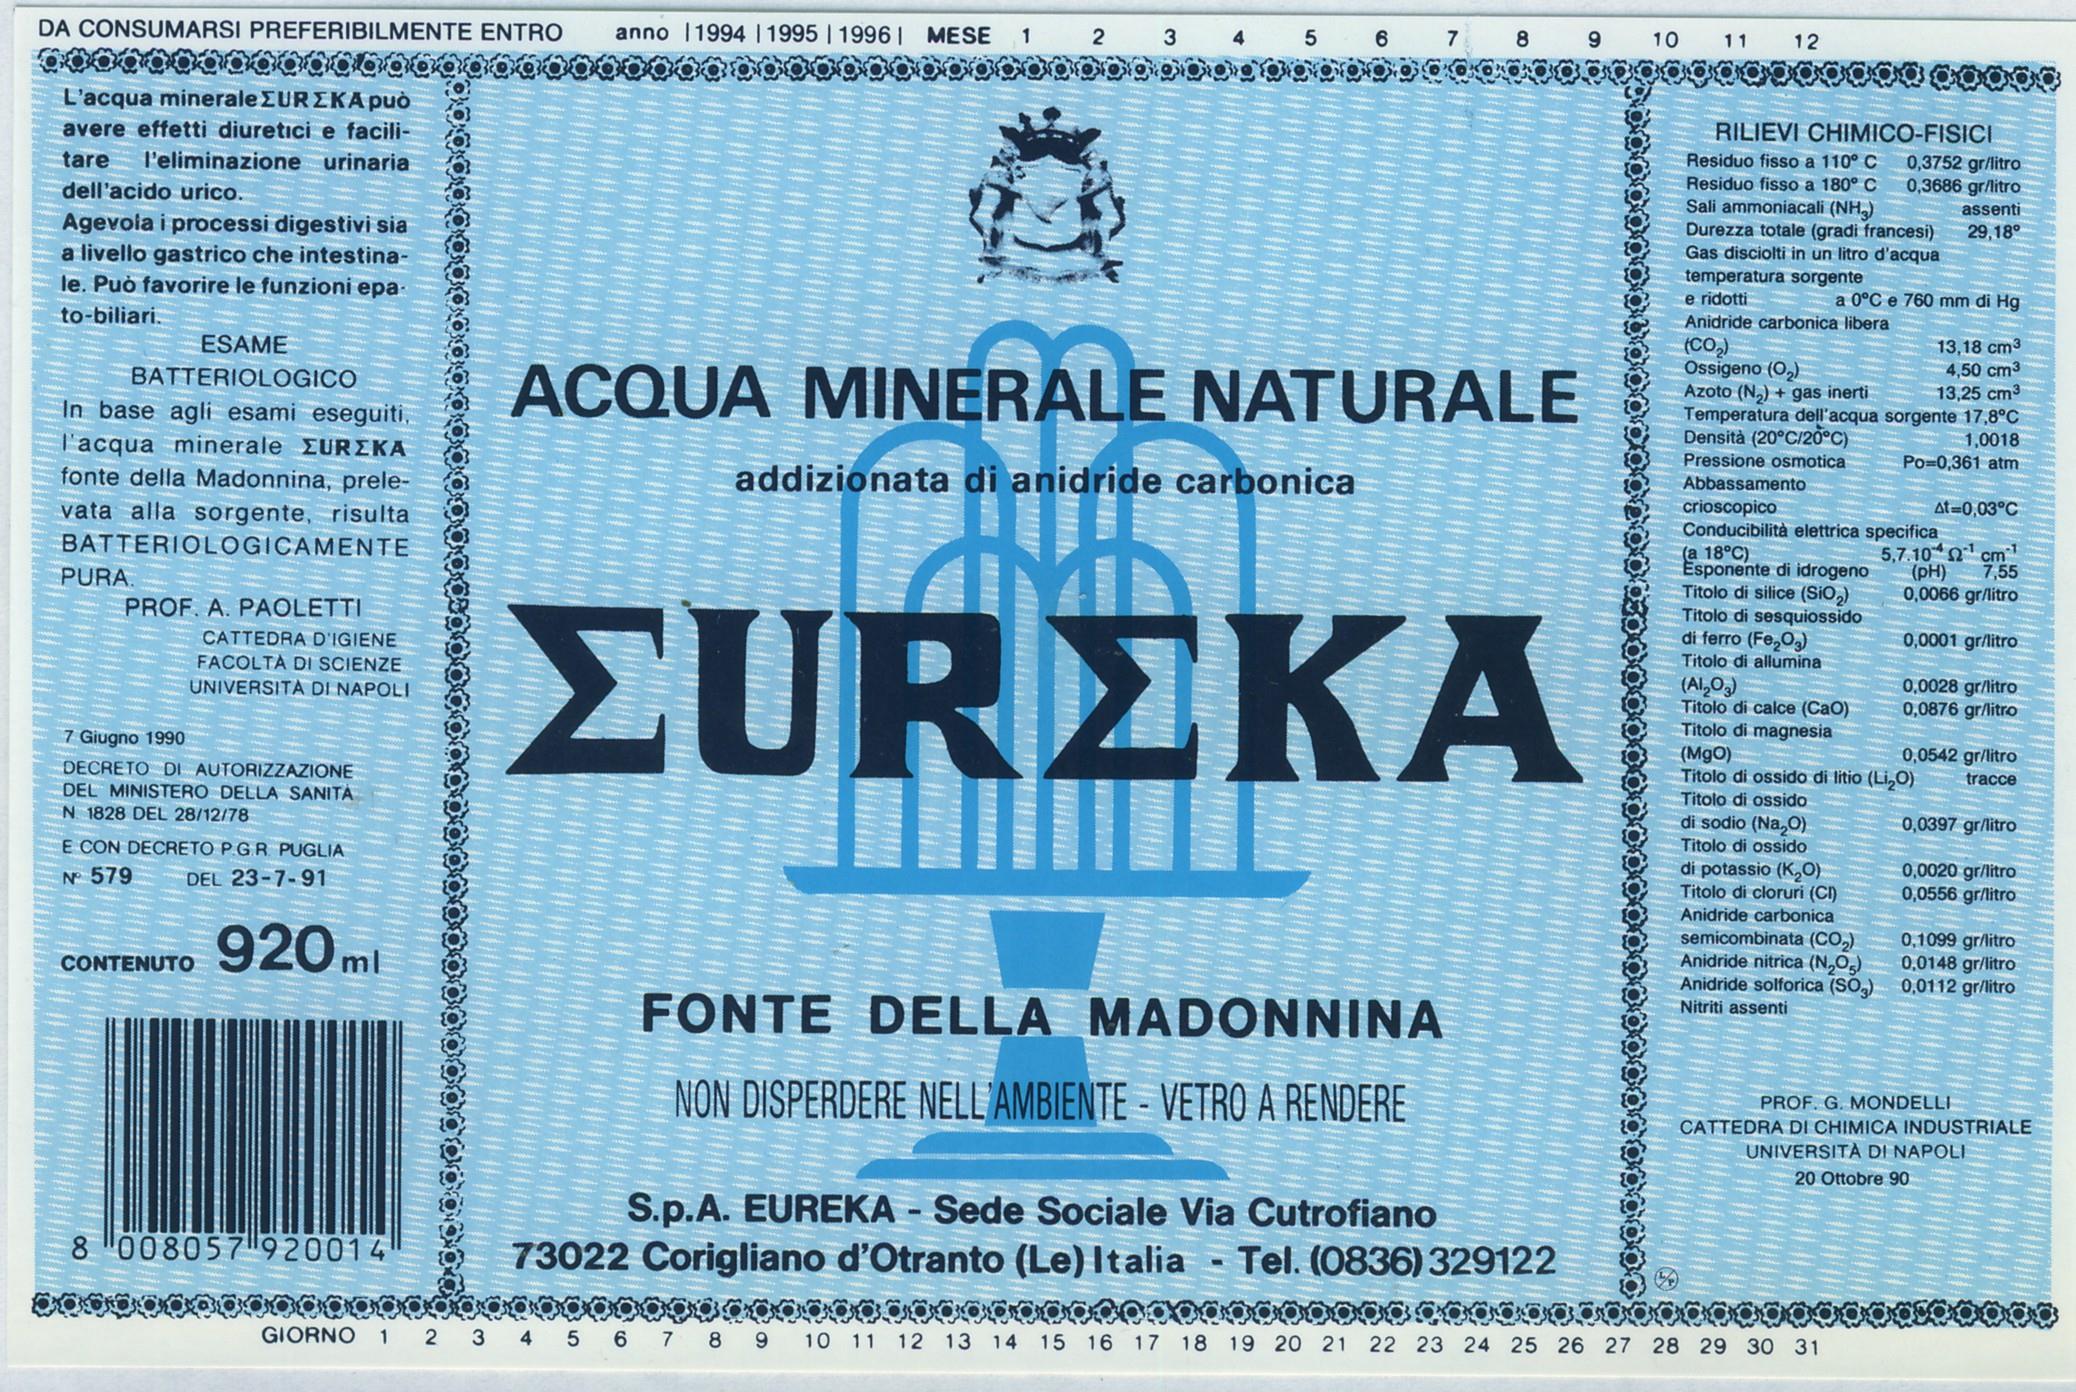 DA CONSUMARSI PREFERIBILMENTE ENTRO anno |1994|1995|1996| MESE 1 2 3 4 5 6 7 8 9 10 11 12
L'acqua minerale ΣURΣKA può
avere effetti diuretici e facili-
tare l'eliminazione urinaria
dell'acido urico.
Agevola i processi digestivi sia
a livello gastrico che intestina-
le. Può favorire le funzioni epa-
to-biliari.
ESAME
BATTERIOLOGICO
In base agli esami eseguiti,
l'acqua minerale ΣURΣKA
fonte della Madonnina, prele-
vata alla sorgente, risulta
BATTERIOLOGICAMENTE
PURA.
PROF. A. PAOLETTI
CATTEDRA D'IGIENE
FACOLTÀ DI SCIENZE
UNIVERSITÀ DI NAPOLI
7 Giugno 1990
DECRETO DI AUTORIZZAZIONE
DEL MINISTERO DELLA SANITÀ
N. 1828 DEL 28/12/78
E CON DECRETO P.G.R. PUGLIA
N° 579 DEL 23-7-91
CONTENUTO 920 ml
8 008057 920014
ACQUA MINERALE NATURALE
addizionata di anidride carbonica
ΣURΣKA
FONTE DELLA MADONNINA
NON DISPERDERE NELL'AMBIENTE - VETRO A RENDERE
S.p.A. EUREKA - Sede Sociale Via Cutrofiano
73022 Corigliano d'Otranto (Le) Italia - Tel. (0836) 329122
RILIEVI CHIMICO-FISICI
Residuo fisso a 110° C 0,3752 gr/litro
Residuo fisso a 180° C 0,3686 gr/litro
Sali ammoniacali (NH₃) assenti
Durezza totale (gradi francesi) 29,18°
Gas disciolti in un litro d'acqua
temperatura sorgente
e ridotti a 0°C e 760 mm di Hg
Anidride carbonica libera
(CO₂) 13,18 cm³
Ossigeno (O₂) 4,50 cm³
Azoto (N₂) + gas inerti 13,25 cm³
Temperatura dell'acqua sorgente 17,8°C
Densità (20°C/20°C) 1,0018
Pressione osmotica Po=0,361 atm
Abbassamento
crioscopico Δt=0,03°C
Conducibilità elettrica specifica
(a 18°C) 5,7.10⁻⁴ Ω⁻¹ cm⁻¹
Esponente di idrogeno (pH) 7,55
Titolo di silice (SiO₂) 0,0066 gr/litro
Titolo di sesquiossido
di ferro (Fe₂O₃) 0,0001 gr/litro
Titolo di allumina
(Al₂O₃) 0,0028 gr/litro
Titolo di calce (CaO) 0,0876 gr/litro
Titolo di magnesia
(MgO) 0,0542 gr/litro
Titolo di ossido di litio (Li₂O) tracce
Titolo di ossido
di sodio (Na₂O) 0,0397 gr/litro
Titolo di ossido
di potassio (K₂O) 0,0020 gr/litro
Titolo di cloruri (Cl) 0,0556 gr/litro
Anidride carbonica
semicombinata (CO₂) 0,1099 gr/litro
Anidride nitrica (N₂O₅) 0,0148 gr/litro
Anidride solforica (SO₃) 0,0112 gr/litro
Nitriti assenti
PROF. G. MONDELLI
CATTEDRA DI CHIMICA INDUSTRIALE
UNIVERSITÀ DI NAPOLI
20 Ottobre 90
GIORNO 1 2 3 4 5 6 7 8 9 10 11 12 13 14 15 16 17 18 19 20 21 22 23 24 25 26 27 28 29 30 31